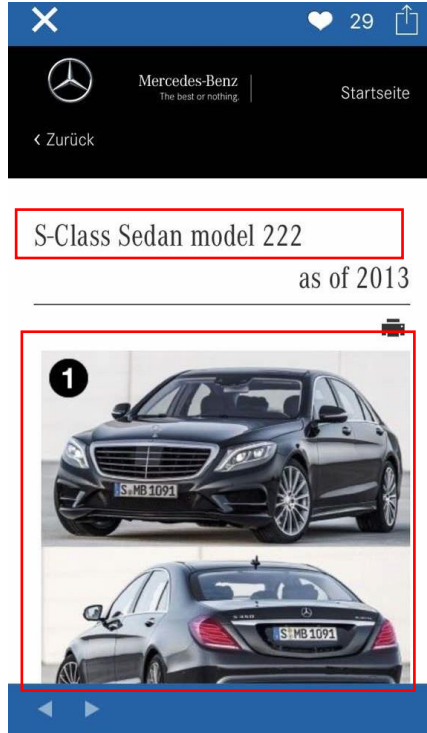 29
Mercedes-Benz
The best or nothing.
Startseite
Zurück
S-Class Sedan model 222
as of 2013
1
S MB 1091
S MB 1091